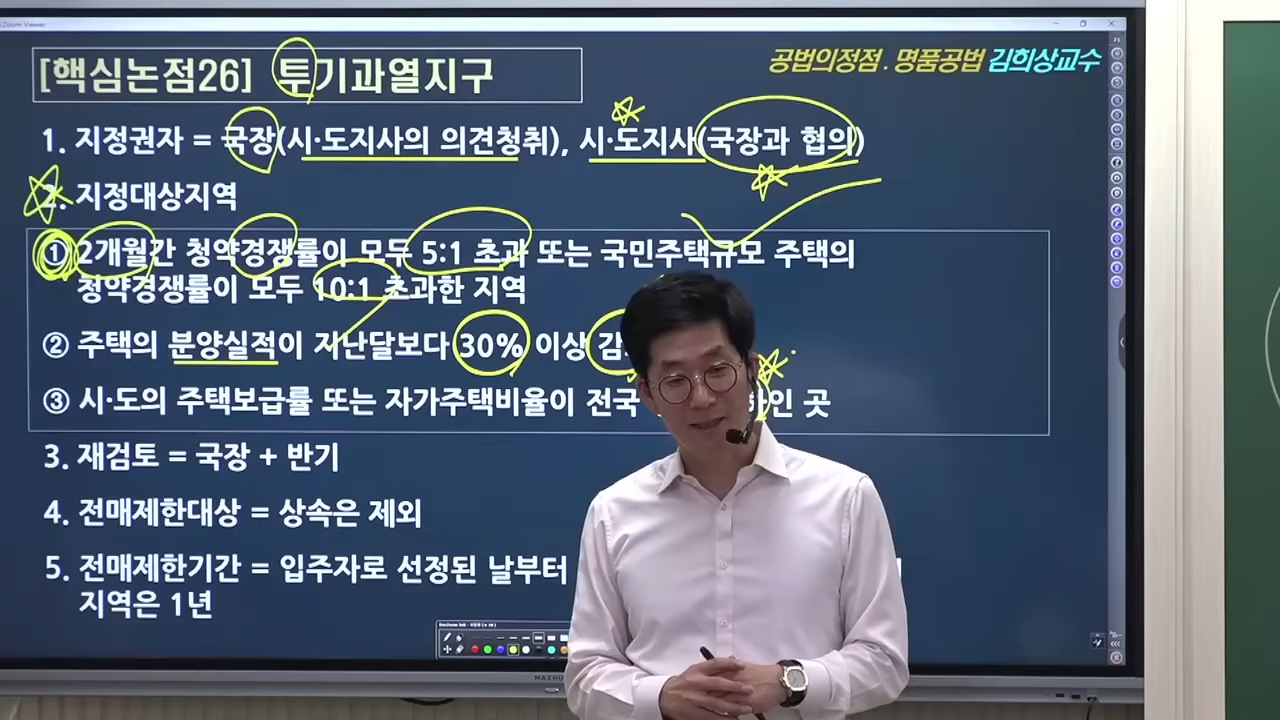 Zoom Viewer
[핵심논점26] 투기과열지구
공법의정점 . 명품공법 김희상교수
1. 지정권자 = 국장(시·도지사의 의견청취), 시·도지사(국장과 협의)
2. 지정대상지역
① 2개월간 청약경쟁률이 모두 5:1 초과 또는 국민주택규모 주택의
청약경쟁률이 모두 10:1 초과한 지역
② 주택의 분양실적이 지난달보다 30% 이상
③ 시·도의 주택보급률 또는 자가주택비율이 전국 인 곳
3. 재검토 = 국장 + 반기
4. 전매제한대상 = 상속은 제외
5. 전매제한기간 = 입주자로 선정된 날부터
지역은 1년